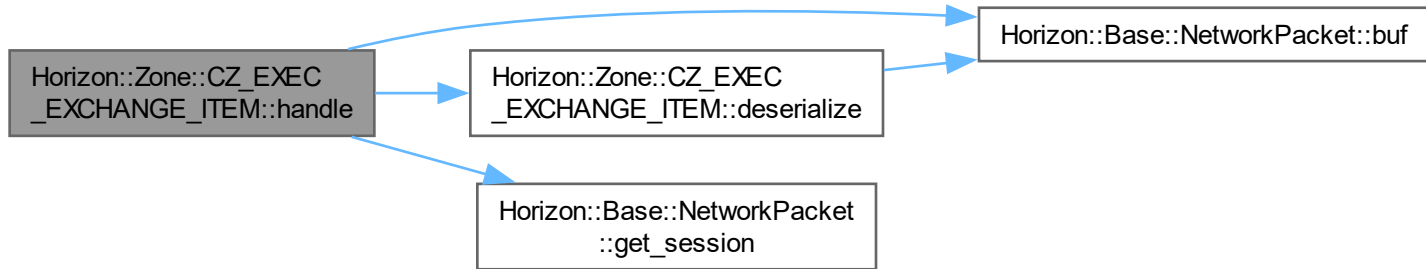 Horizon::Zone::CZ_EXEC
_EXCHANGE_ITEM::handle
Horizon::Zone::CZ_EXEC
_EXCHANGE_ITEM::deserialize
Horizon::Base::NetworkPacket::buf
Horizon::Base::NetworkPacket
::get_session